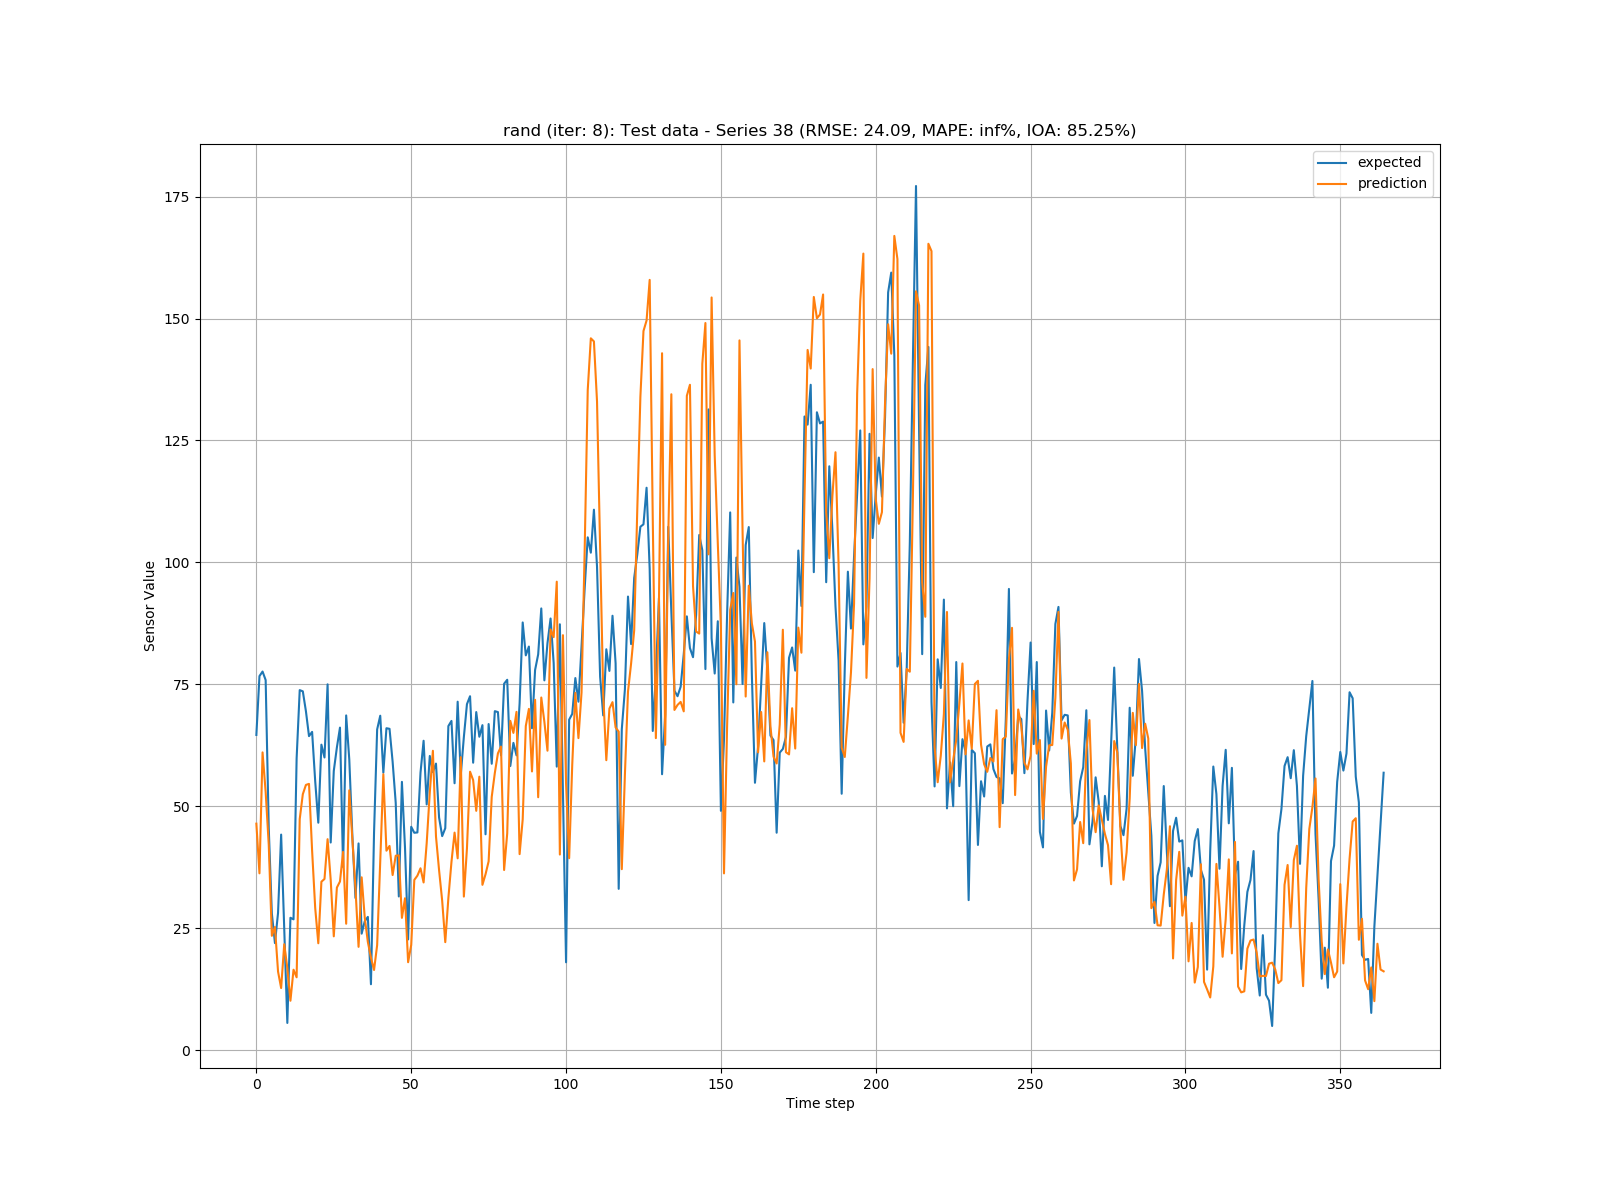 rand (iter: 8): Test data - Series 38 (RMSE: 24.09, MAPE: inf%, IOA: 85.25%)
expected
prediction
175
150
125
100
75
50
25
0
Sensor Value
0 50 100 150 200 250 300 350
Time step